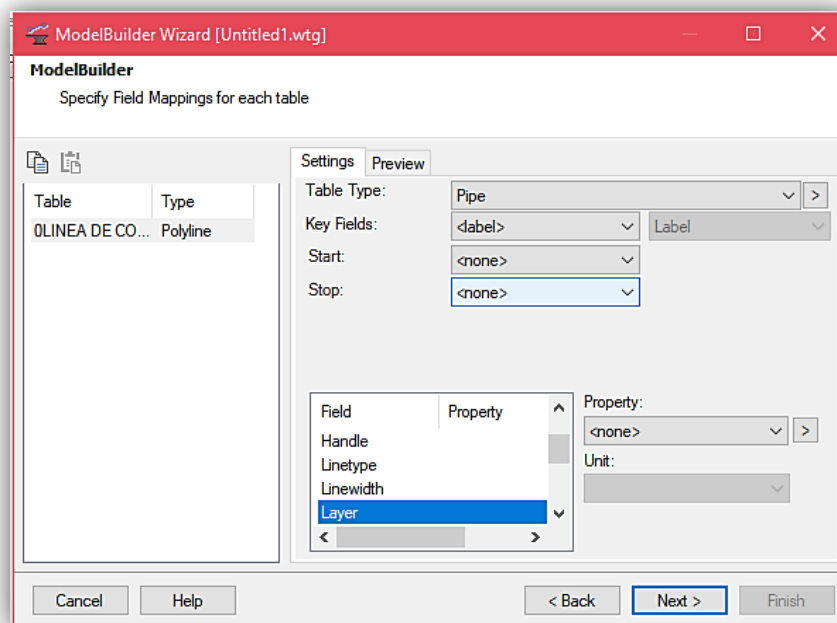 ModelBuilder Wizard [Untitled1.wtg]
ModelBuilder
Specify Field Mappings for each table
Settings Preview
Table Type
0LINEA DE CO... Polyline
Table Type: Pipe >
Key Fields: <label> Label
Start: <none>
Stop: <none>
Field Property
Handle
Linetype
Linewidth
Layer
Property:
<none> >
Unit:
Cancel Help < Back Next > Finish